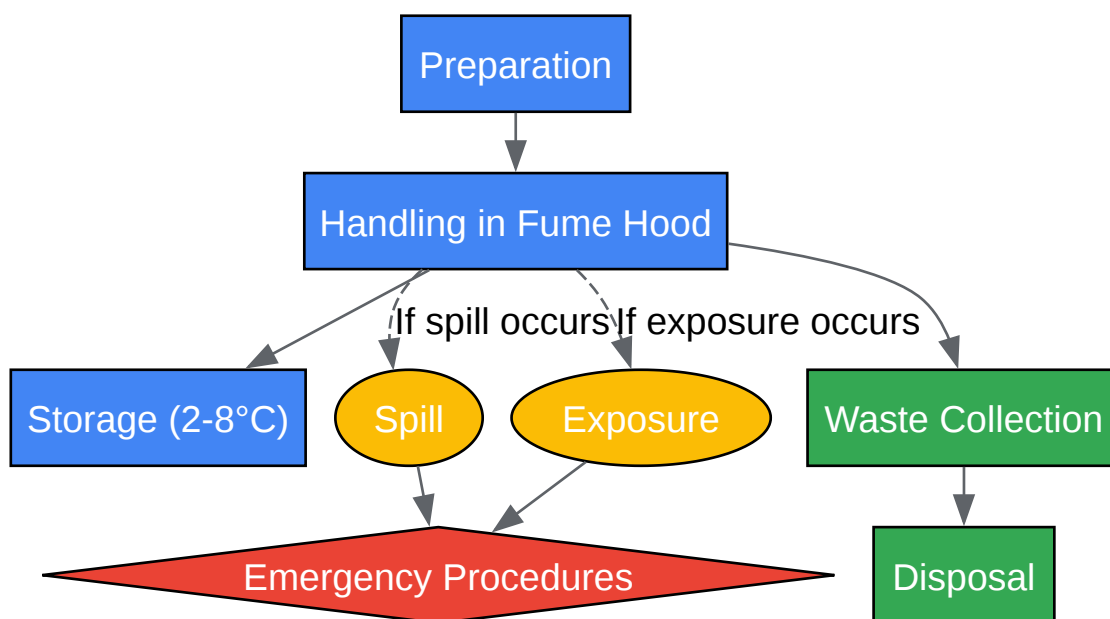 Preparation
Handling in Fume Hood
If spill occurs
If exposure occurs
Storage (2-8°C)
Spill
Exposure
Waste Collection
Emergency Procedures
Disposal